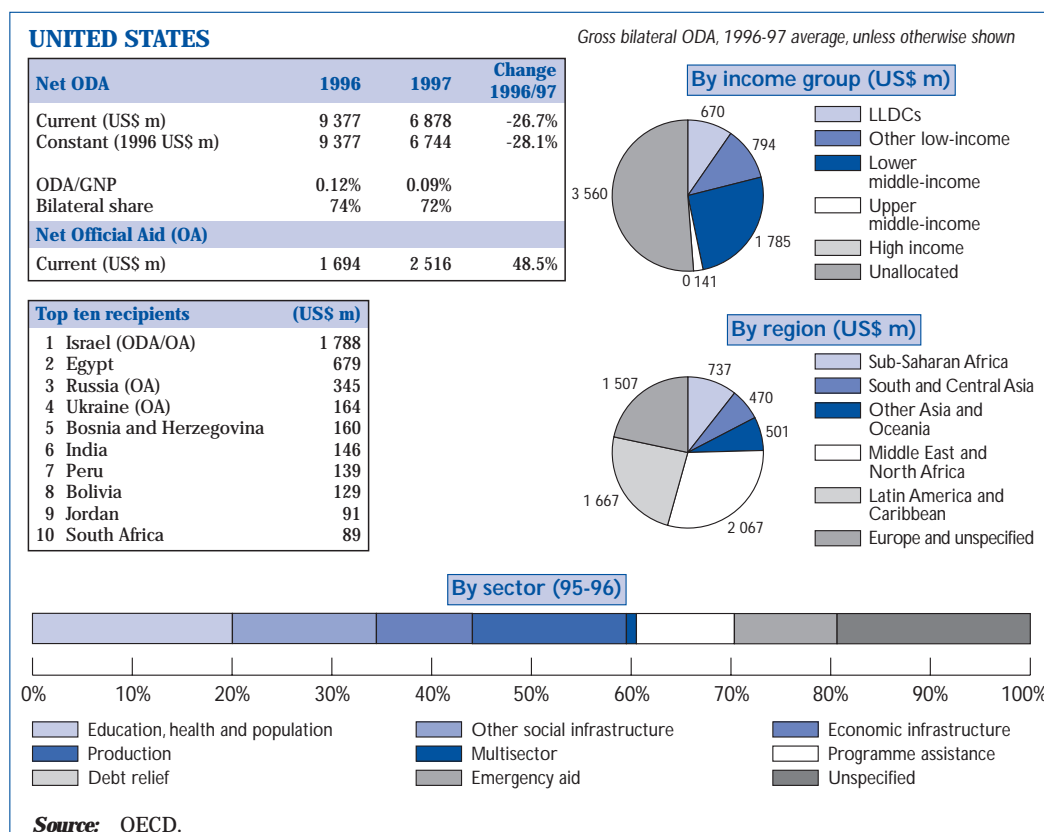 UNITED STATES
Gross bilateral ODA, 1996-97 average, unless otherwise shown
Net ODA 1996 1997 Change 1996/97
Current (US$ m) 9 377 6 878 -26.7%
Constant (1996 US$ m) 9 377 6 744 -28.1%
ODA/GNP 0.12% 0.09%
Bilateral share 74% 72%
Net Official Aid (OA)
Current (US$ m) 1 694 2 516 48.5%
By income group (US$ m)
670
794
1 785
141
0
3 560
LLDCs
Other low-income
Lower
middle-income
Upper
middle-income
High income
Unallocated
Top ten recipients (US$ m)
1 Israel (ODA/OA) 1 788
2 Egypt 679
3 Russia (OA) 345
4 Ukraine (OA) 164
5 Bosnia and Herzegovina 160
6 India 146
7 Peru 139
8 Bolivia 129
9 Jordan 91
10 South Africa 89
By region (US$ m)
737
470
501
2 067
1 667
1 507
Sub-Saharan Africa
South and Central Asia
Other Asia and
Oceania
Middle East and
North Africa
Latin America and
Caribbean
Europe and unspecified
By sector (95-96)
0% 10% 20% 30% 40% 50% 60% 70% 80% 90% 100%
Education, health and population Other social infrastructure Economic infrastructure
Production Multisector Programme assistance
Debt relief Emergency aid Unspecified
Source: OECD.